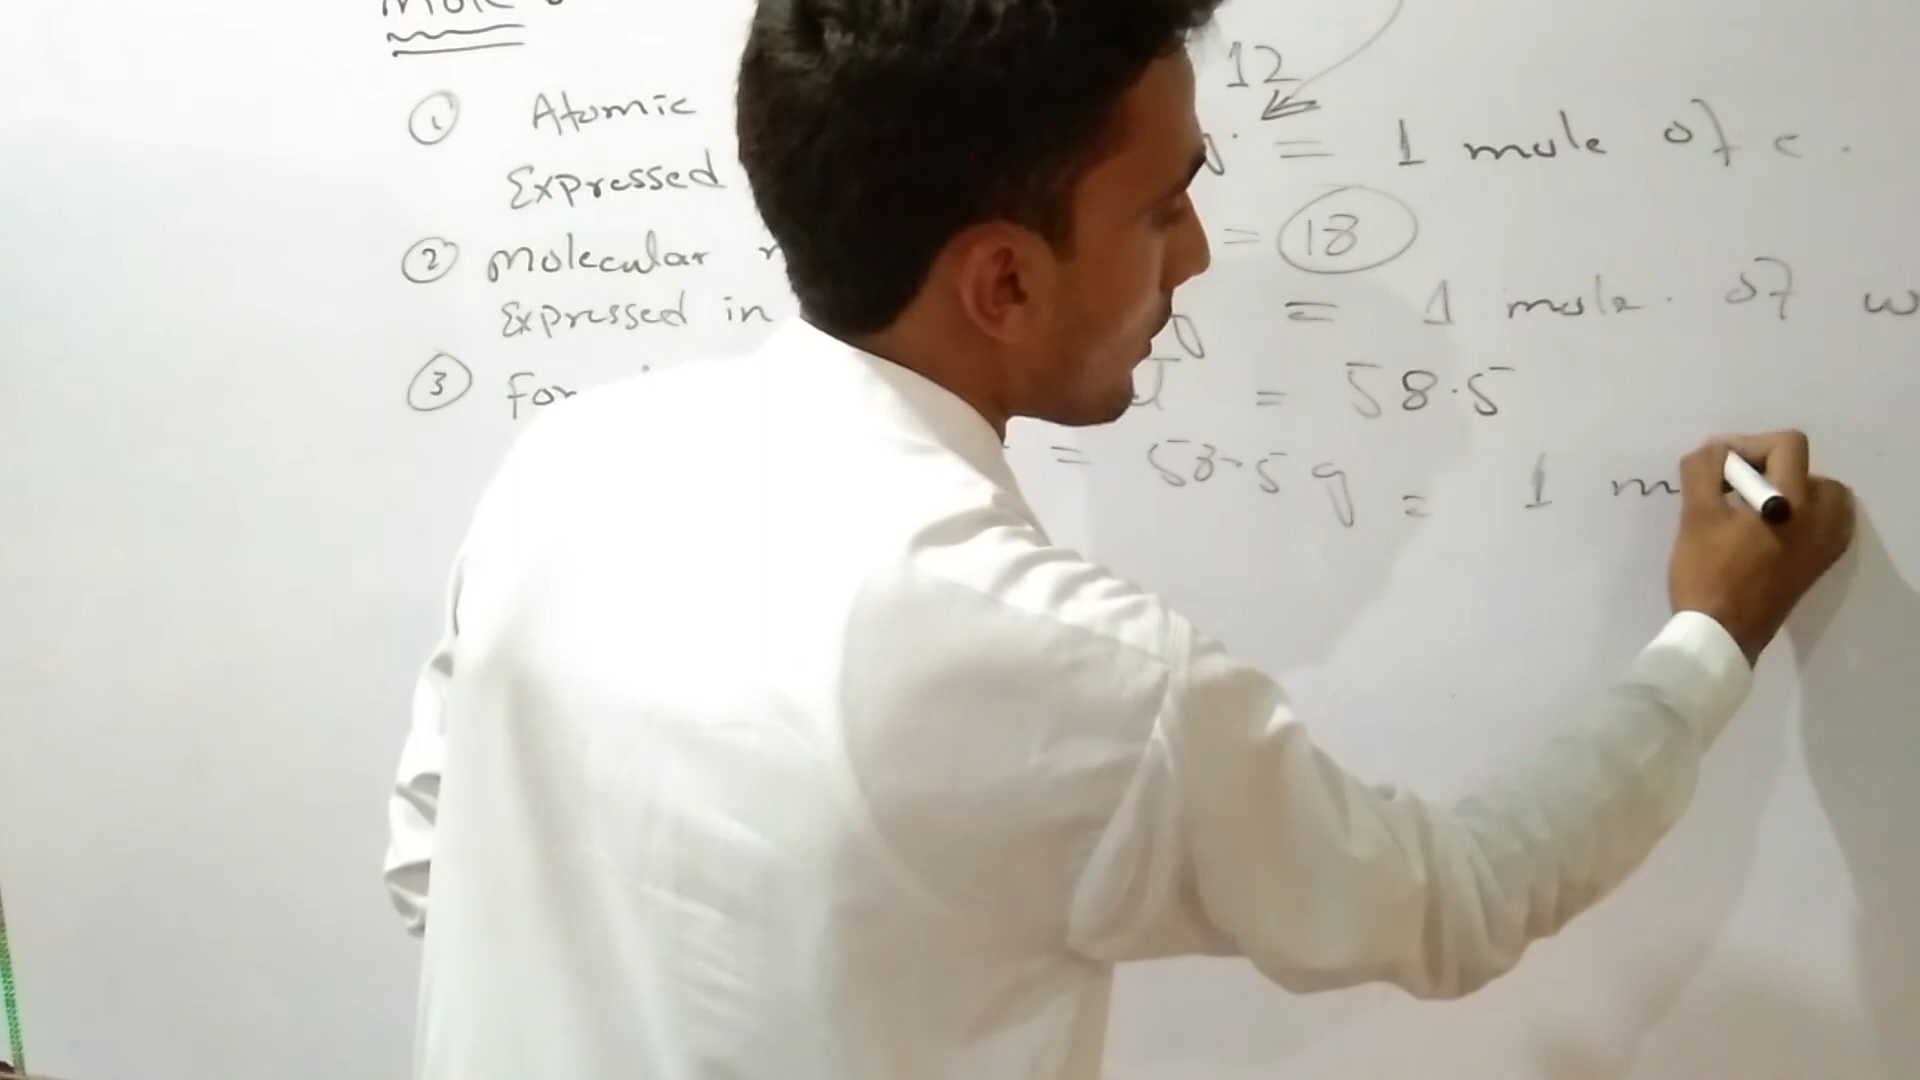 Mole
① Atomic 12
= 1 mole of c.
Expressed
= 18
② Molecular
Expressed in = 1 mole. of w
③ For = 58.5
= 58.5 g = 1 m